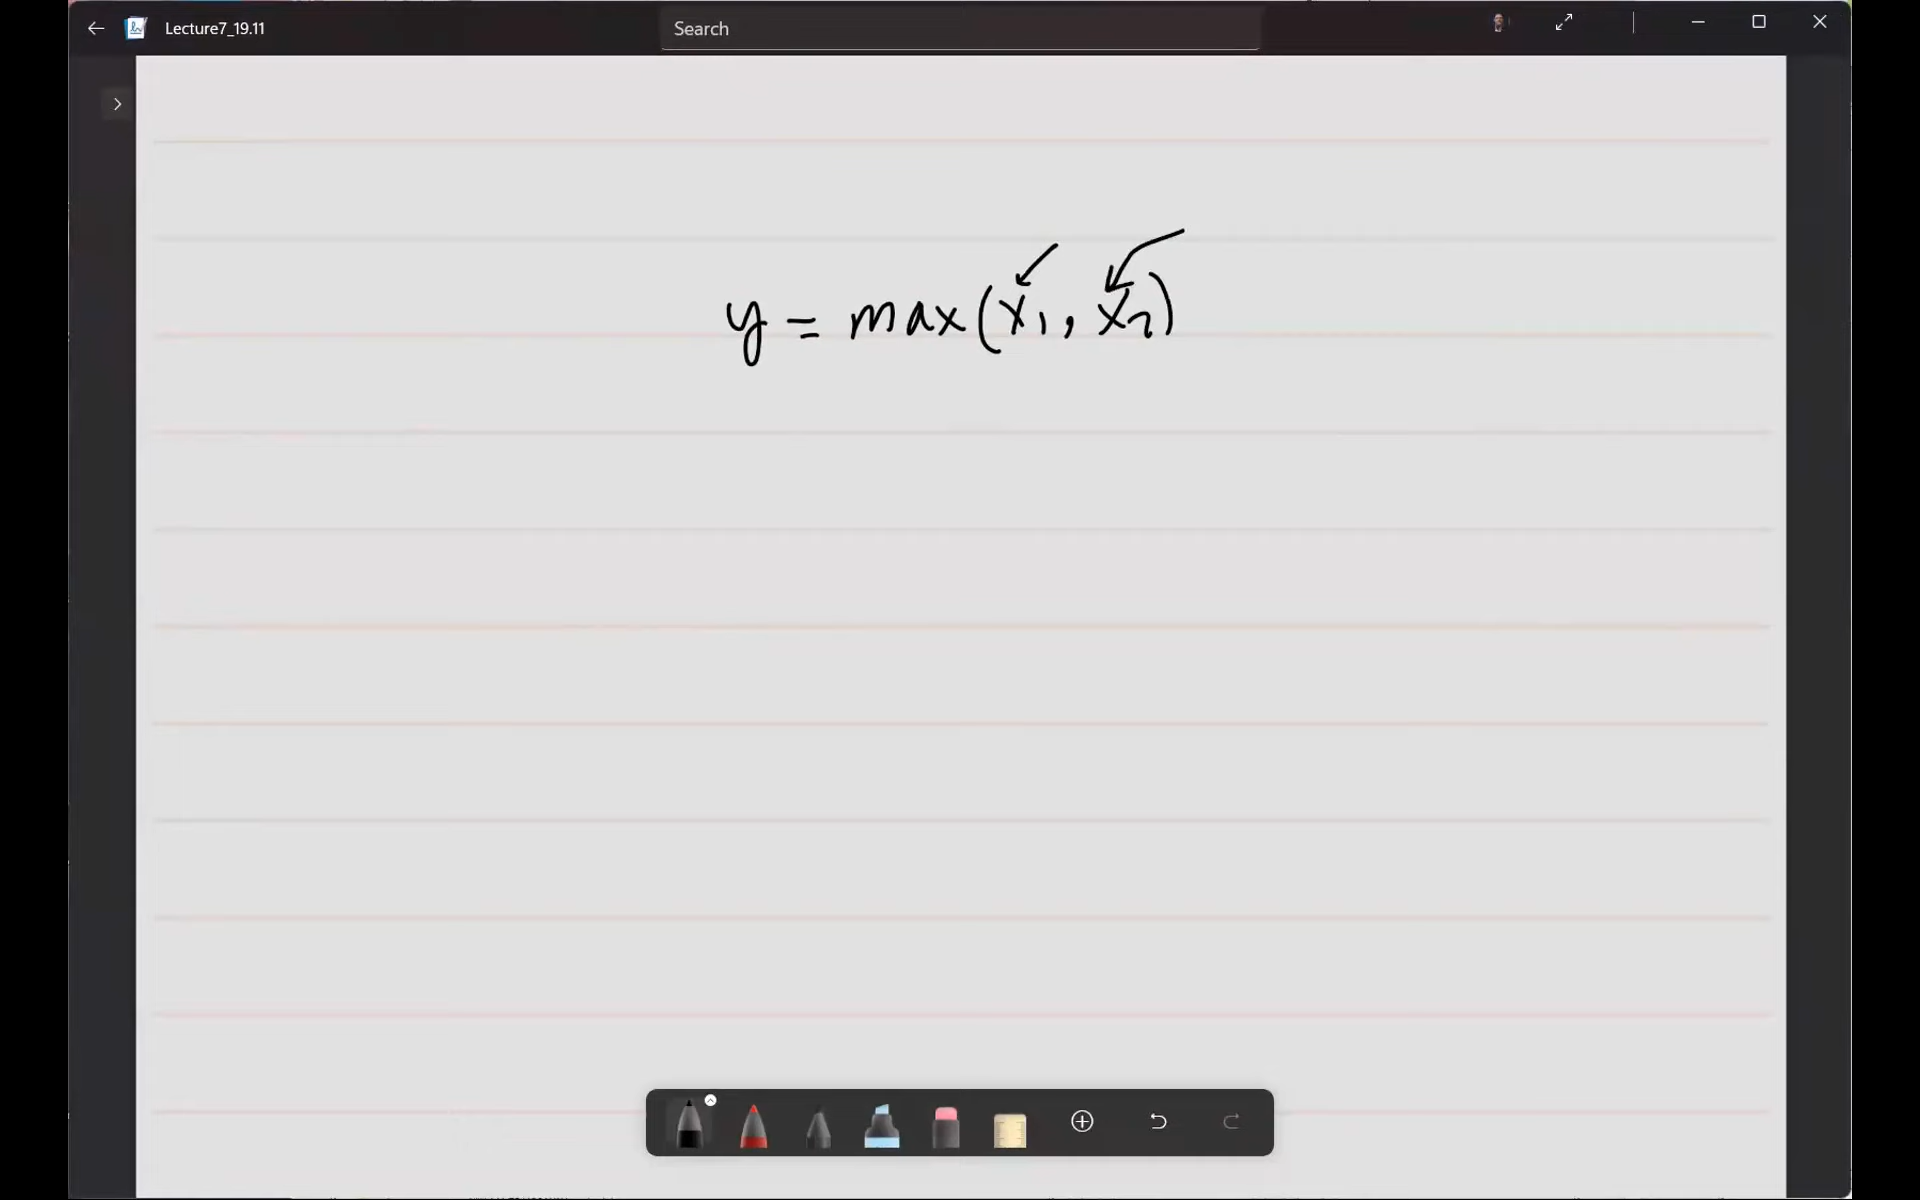 Lecture7_19.11
Search
y = max(x₁, x₂)